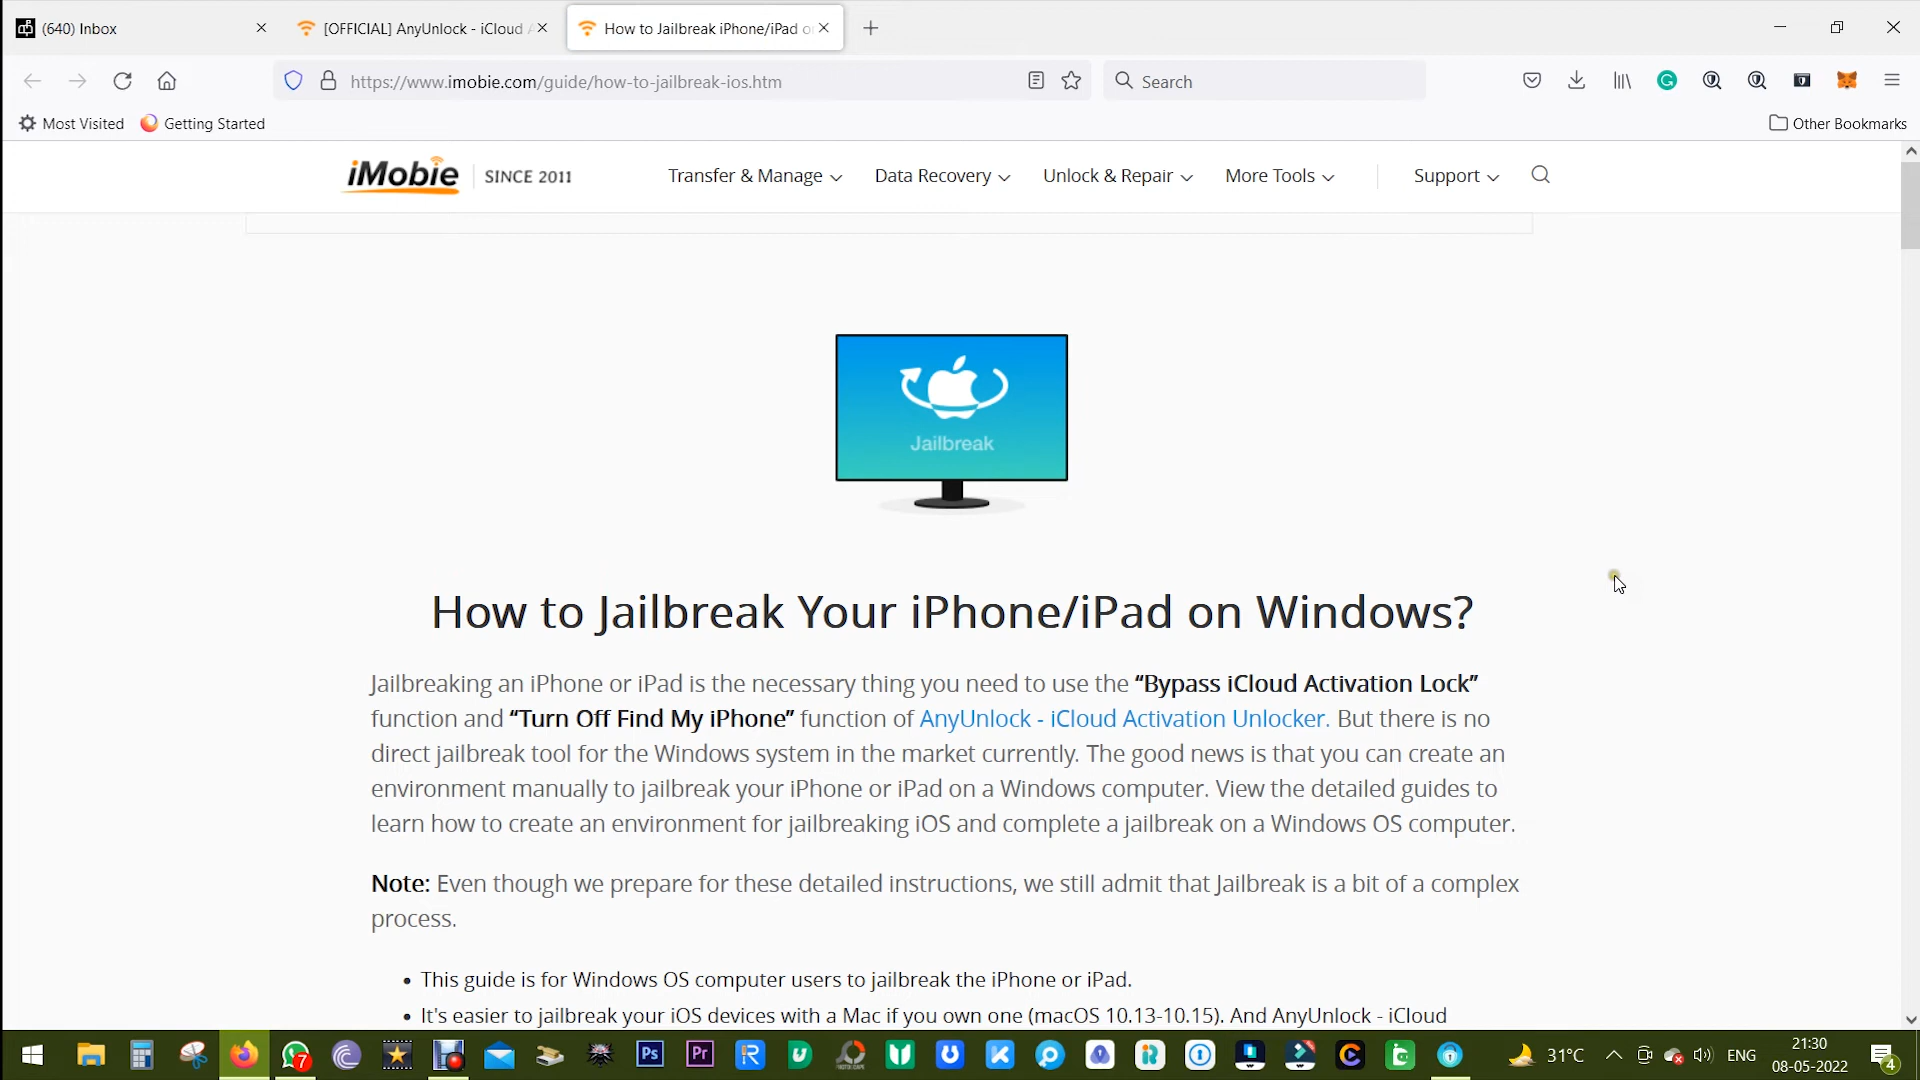 (640) Inbox
[OFFICIAL] AnyUnlock - iCloud A
How to Jailbreak iPhone/iPad o
https://www.imobie.com/guide/how-to-jailbreak-ios.htm
Search
Most Visited
Getting Started
Other Bookmarks
iMobie
SINCE 2011
Transfer & Manage
Data Recovery
Unlock & Repair
More Tools
Support
Jailbreak
How to Jailbreak Your iPhone/iPad on Windows?
Jailbreaking an iPhone or iPad is the necessary thing you need to use the “Bypass iCloud Activation Lock”
function and “Turn Off Find My iPhone” function of AnyUnlock - iCloud Activation Unlocker. But there is no
direct jailbreak tool for the Windows system in the market currently. The good news is that you can create an
environment manually to jailbreak your iPhone or iPad on a Windows computer. View the detailed guides to
learn how to create an environment for jailbreaking iOS and complete a jailbreak on a Windows OS computer.
Note: Even though we prepare for these detailed instructions, we still admit that Jailbreak is a bit of a complex
process.
• This guide is for Windows OS computer users to jailbreak the iPhone or iPad.
• It's easier to jailbreak your iOS devices with a Mac if you own one (macOS 10.13-10.15). And AnyUnlock - iCloud
7
Ps
Pr
31°C
ENG
21:30
08-05-2022
4